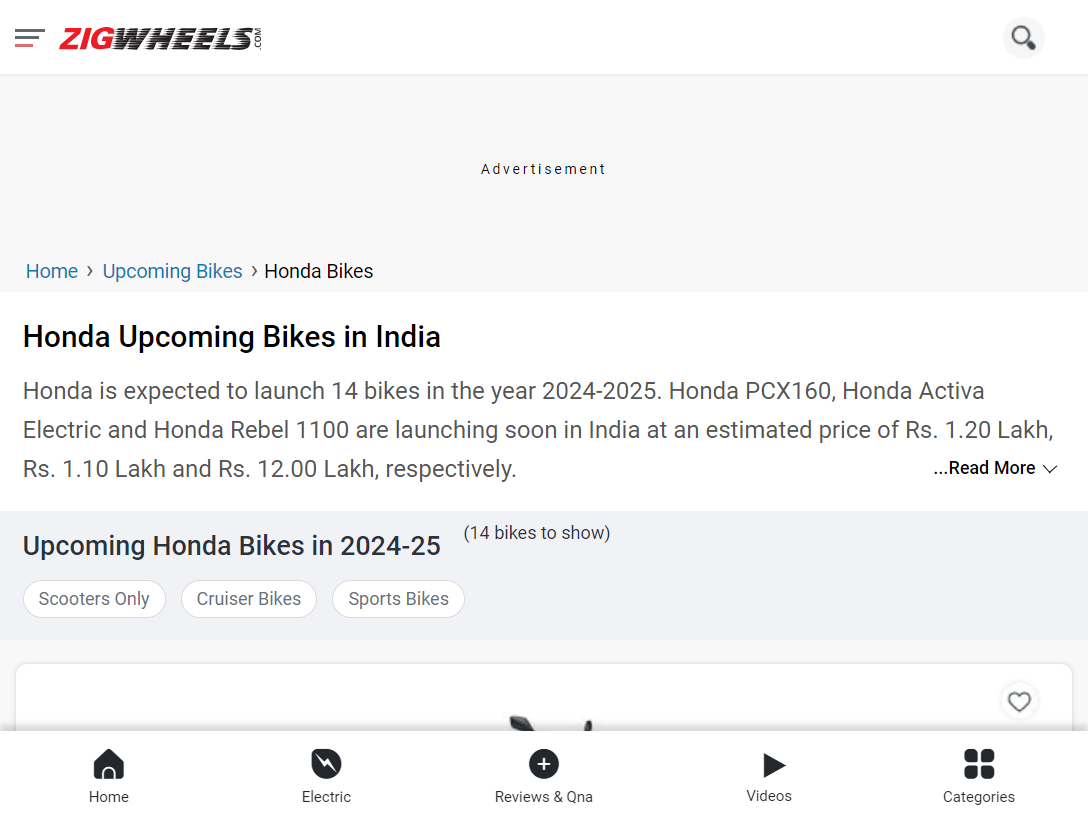 ZIGWHEELS.COM
Advertisement
Home › Upcoming Bikes › Honda Bikes
Honda Upcoming Bikes in India
Honda is expected to launch 14 bikes in the year 2024-2025. Honda PCX160, Honda Activa
Electric and Honda Rebel 1100 are launching soon in India at an estimated price of Rs. 1.20 Lakh,
Rs. 1.10 Lakh and Rs. 12.00 Lakh, respectively. ...Read More
Upcoming Honda Bikes in 2024-25 (14 bikes to show)
Scooters Only Cruiser Bikes Sports Bikes
Home Electric Reviews & Qna Videos Categories